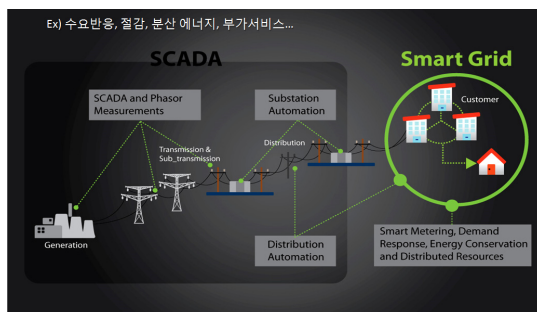 Ex) 수요반응, 절감, 분산 에너지, 부가서비스...
SCADA
Smart Grid
SCADA and Phasor
Measurements
Substation
Automation
Customer
Transmission &
Sub_transmission
Distribution
Generation
Distribution
Automation
Smart Metering, Demand
Response, Energy Conservation
and Distributed Resources